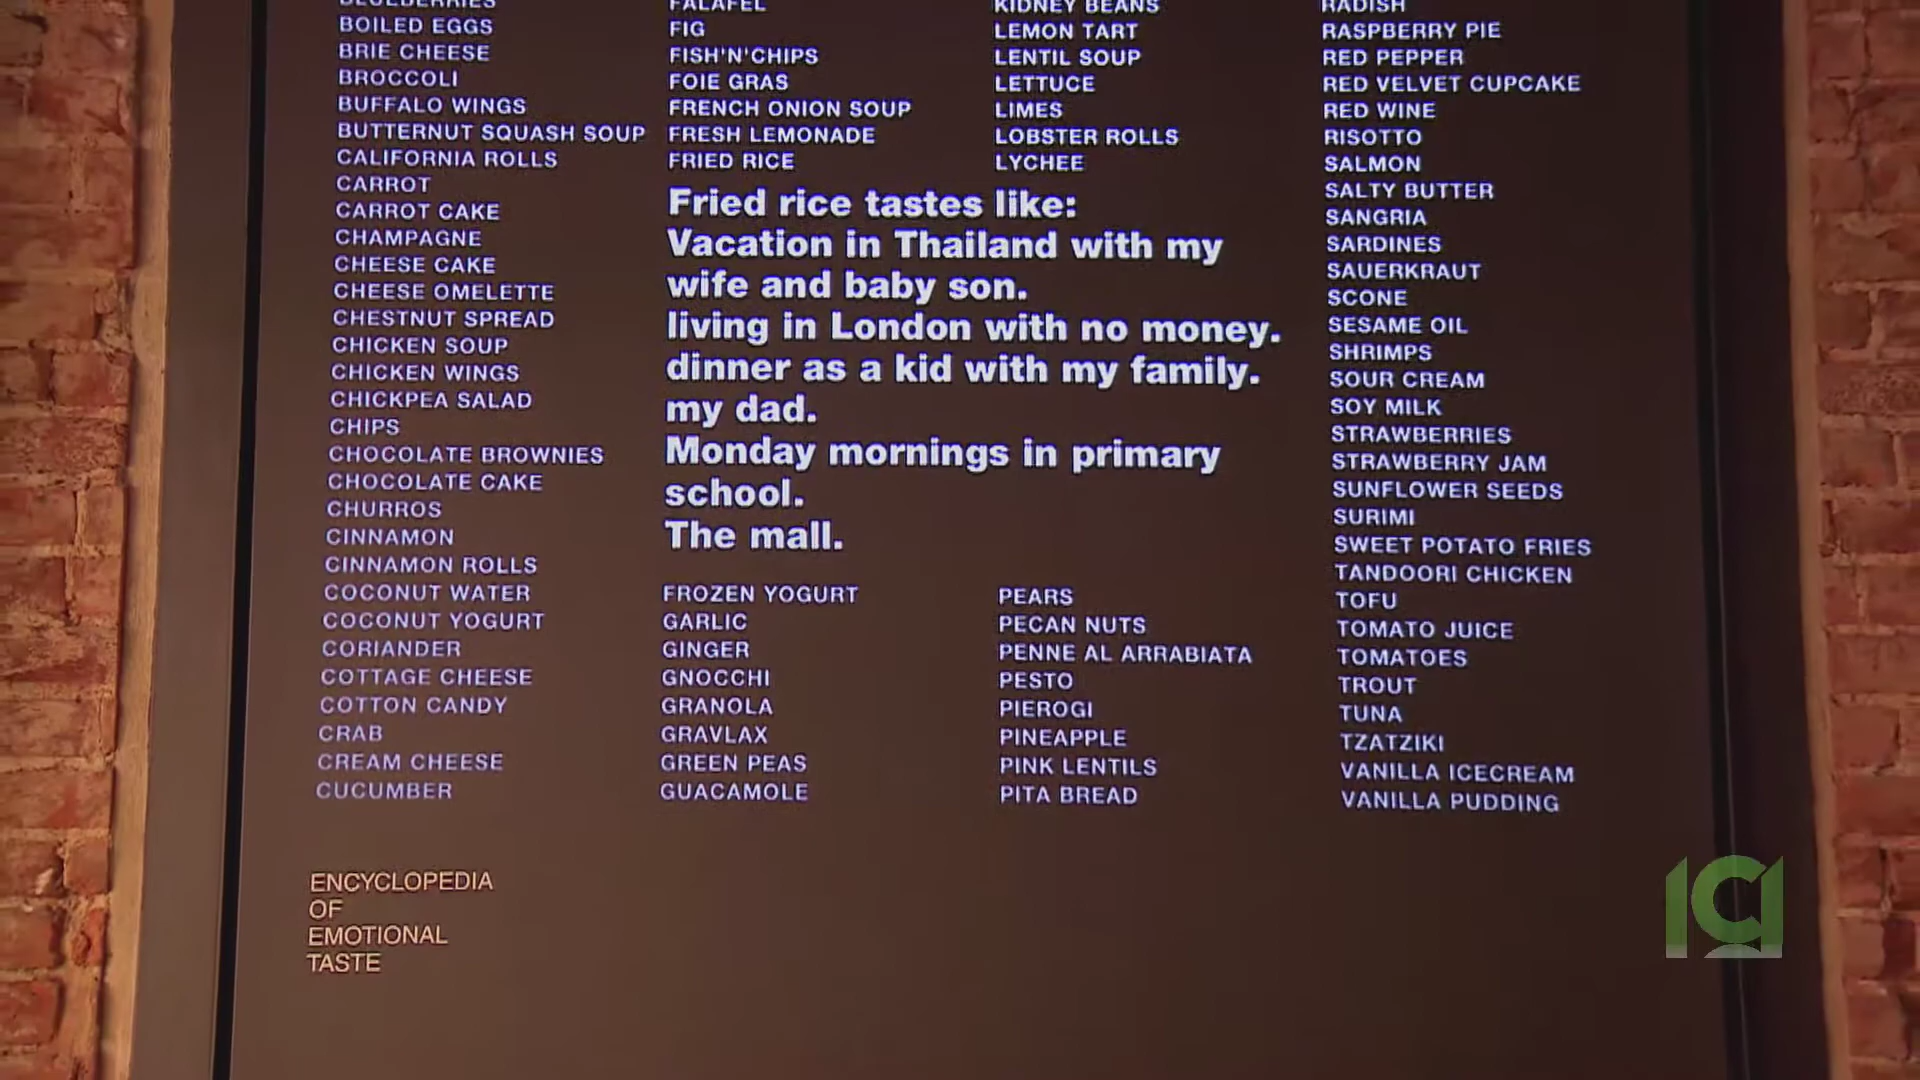 BLUEBERRIES
BOILED EGGS
BRIE CHEESE
BROCCOLI
BUFFALO WINGS
BUTTERNUT SQUASH SOUP
CALIFORNIA ROLLS
CARROT
CARROT CAKE
CHAMPAGNE
CHEESE CAKE
CHEESE OMELETTE
CHESTNUT SPREAD
CHICKEN SOUP
CHICKEN WINGS
CHICKPEA SALAD
CHIPS
CHOCOLATE BROWNIES
CHOCOLATE CAKE
CHURROS
CINNAMON
CINNAMON ROLLS
COCONUT WATER
COCONUT YOGURT
CORIANDER
COTTAGE CHEESE
COTTON CANDY
CRAB
CREAM CHEESE
CUCUMBER
FALAFEL
FIG
FISH'N'CHIPS
FOIE GRAS
FRENCH ONION SOUP
FRESH LEMONADE
FRIED RICE
KIDNEY BEANS
LEMON TART
LENTIL SOUP
LETTUCE
LIMES
LOBSTER ROLLS
LYCHEE
Fried rice tastes like:
Vacation in Thailand with my
wife and baby son.
living in London with no money.
dinner as a kid with my family.
my dad.
Monday mornings in primary
school.
The mall.
FROZEN YOGURT
GARLIC
GINGER
GNOCCHI
GRANOLA
GRAVLAX
GREEN PEAS
GUACAMOLE
PEARS
PECAN NUTS
PENNE AL ARRABIATA
PESTO
PIEROGI
PINEAPPLE
PINK LENTILS
PITA BREAD
RADISH
RASPBERRY PIE
RED PEPPER
RED VELVET CUPCAKE
RED WINE
RISOTTO
SALMON
SALTY BUTTER
SANGRIA
SARDINES
SAUERKRAUT
SCONE
SESAME OIL
SHRIMPS
SOUR CREAM
SOY MILK
STRAWBERRIES
STRAWBERRY JAM
SUNFLOWER SEEDS
SURIMI
SWEET POTATO FRIES
TANDOORI CHICKEN
TOFU
TOMATO JUICE
TOMATOES
TROUT
TUNA
TZATZIKI
VANILLA ICECREAM
VANILLA PUDDING
ENCYCLOPEDIA
OF
EMOTIONAL
TASTE